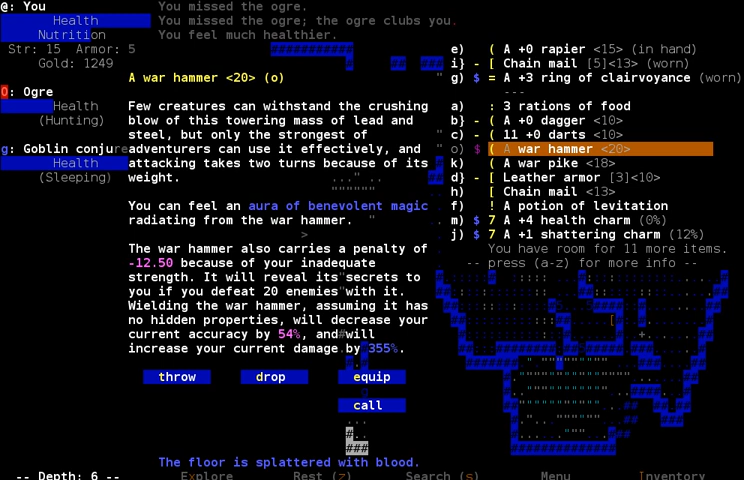 @: You
You missed the ogre.
Health
You missed the ogre; the ogre clubs you.
Nutrition
You feel much healthier.
Str: 15 Armor: 5
Gold: 1249
O: Ogre
Health
(Hunting)
g: Goblin conjure
Health
(Sleeping)
A war hammer <20> (o)
Few creatures can withstand the crushing
blow of this towering mass of lead and
steel, but only the strongest of
adventurers can use it effectively, and
attacking takes two turns because of its
weight.
You can feel an aura of benevolent magic
radiating from the war hammer.
The war hammer also carries a penalty of
-12.50 because of your inadequate
strength. It will reveal its secrets to
you if you defeat 20 enemies with it.
Wielding the war hammer, assuming it has
no hidden properties, will decrease your
current accuracy by 54%, and will
increase your current damage by 355%.
throw drop equip
call
e) ( A +0 rapier <15> (in hand)
i} - [ Chain mail [5]<13> (worn)
g) $ = A +3 ring of clairvoyance (worn)
---
a) : 3 rations of food
b} - ( A +0 dagger <10>
c) - ( 11 +0 darts <10>
o) $ ( A war hammer <20>
k) ( A war pike <18>
d} - [ Leather armor [3]<10>
h) [ Chain mail <13>
f) ! A potion of levitation
m) $ 7 A +4 health charm (0%)
j) $ 7 A +1 shattering charm (12%)
You have room for 11 more items.
-- press (a-z) for more info --
The floor is splattered with blood.
-- Depth: 6 -- Explore Rest (z) Search (s) Menu Inventory